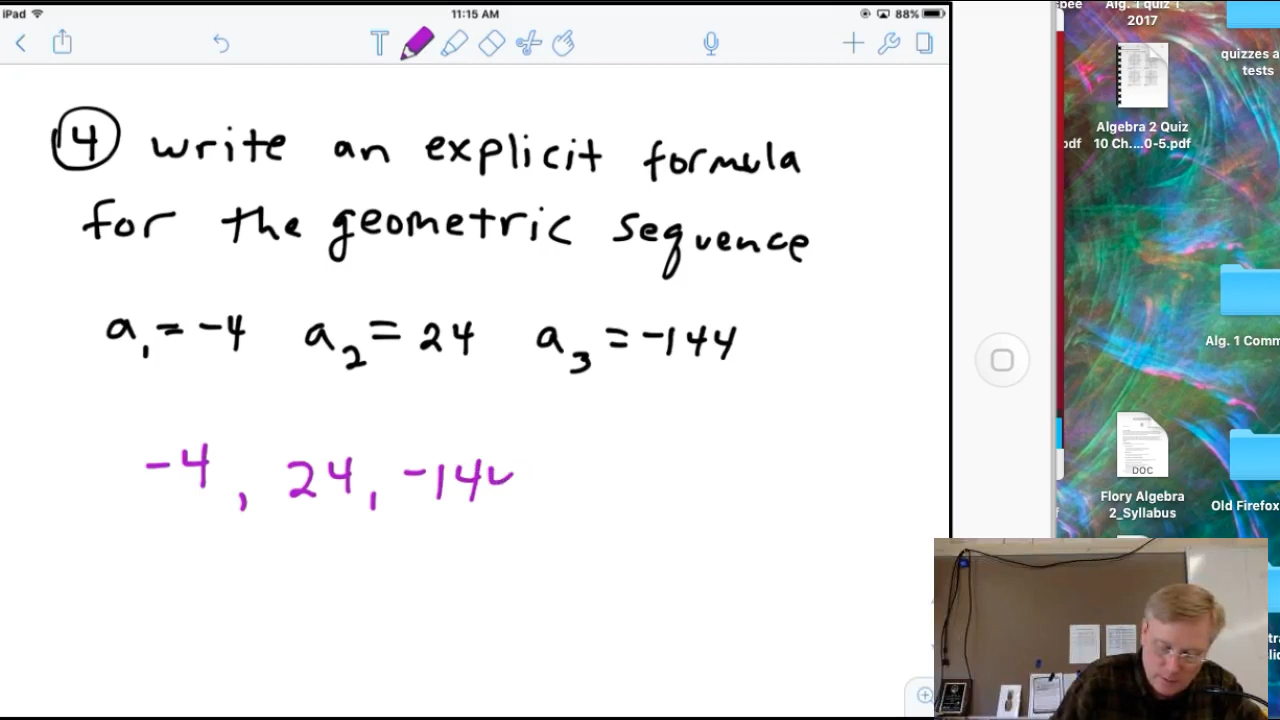 iPad 11:15 AM 88%
T
④ write an explicit formula
for the geometric sequence
a₁ = -4 a₂ = 24 a₃ = -144
-4, 24, -144
Alg. 1 quiz 1
2017
quizzes a
tests
Algebra 2 Quiz
10 Ch....0-5.pdf
pdf
Alg. 1 Comm
DOC
Flory Algebra
2_Syllabus
Old Firefox